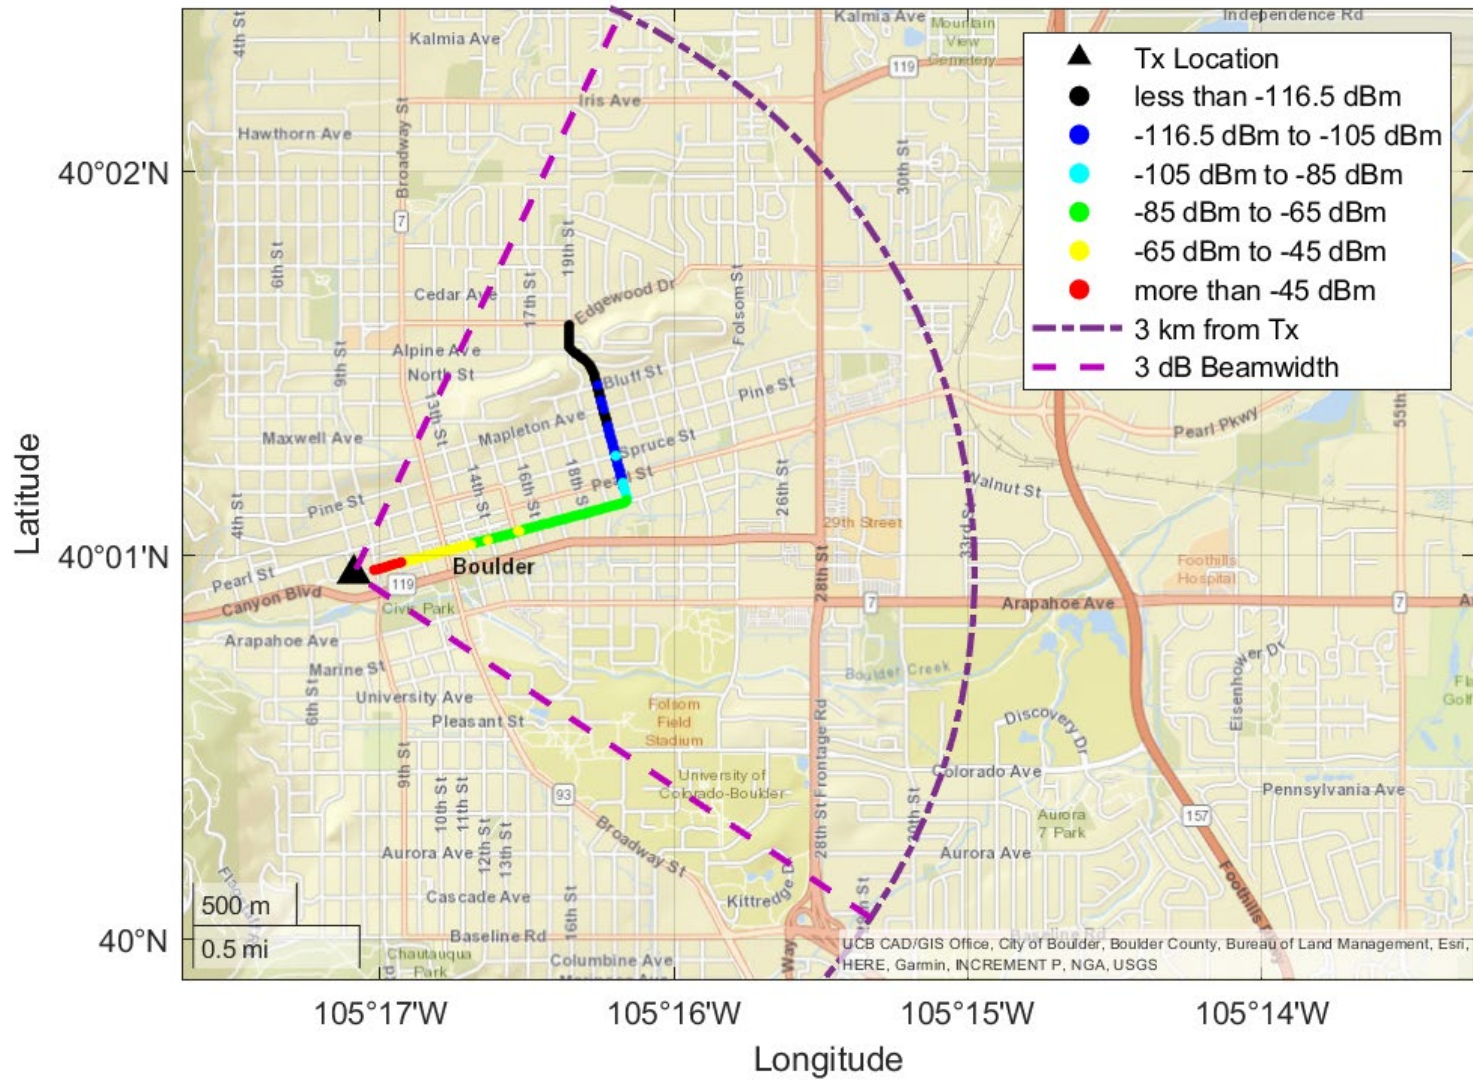 Kalmia Ave
Independence Rd
4th St
Kalmia Ave
Mountain
View
Cemetery
119
Tx Location
less than -116.5 dBm
-116.5 dBm to -105 dBm
-105 dBm to -85 dBm
-85 dBm to -65 dBm
-65 dBm to -45 dBm
more than -45 dBm
3 km from Tx
3 dB Beamwidth
Iris Ave
Hawthorn Ave
Broadway St
30th St
40°02'N
7
6th St
19th St
17th St
Cedar Ave
Edgewood Dr
Folsom St
9th St
Alpine Ave
North St
Bluff St
Pine St
13th St
Mapleton Ave
Maxwell Ave
Spruce St
Pearl Pkwy
55th
14th St
16th St
18th S
26th St
Walnut St
4th St
Pine St
29th Street
33rd S
Latitude
40°01'N
Boulder
28th St
Foothills
Hospital
Pearl St
119
Canyon Blvd
Civic Park
7
Arapahoe Ave
7
Arapahoe Ave
Marine St
Boulder Creek
Eisenhower Dr
6th St
University Ave
Pleasant St
Folsom
Field
Stadium
28th St Frontage Rd
Discovery Dr
9th St
University of
Colorado-Boulder
Colorado Ave
10th St
11th St
93
Pennsylvania Ave
30th St
Aurora
7 Park
157
12th St
13th St
Broadway St
Aurora Ave
Aurora Ave
Cascade Ave
Kittredge D
16th St
500 m
0.5 mi
40°N
Baseline Rd
Baseline Rd
Chautauqua
Park
Columbine Ave
Way
UCB CAD/GIS Office, City of Boulder, Boulder County, Bureau of Land Management, Esri,
HERE, Garmin, INCREMENT P, NGA, USGS
105°17'W
105°16'W
105°15'W
105°14'W
Longitude